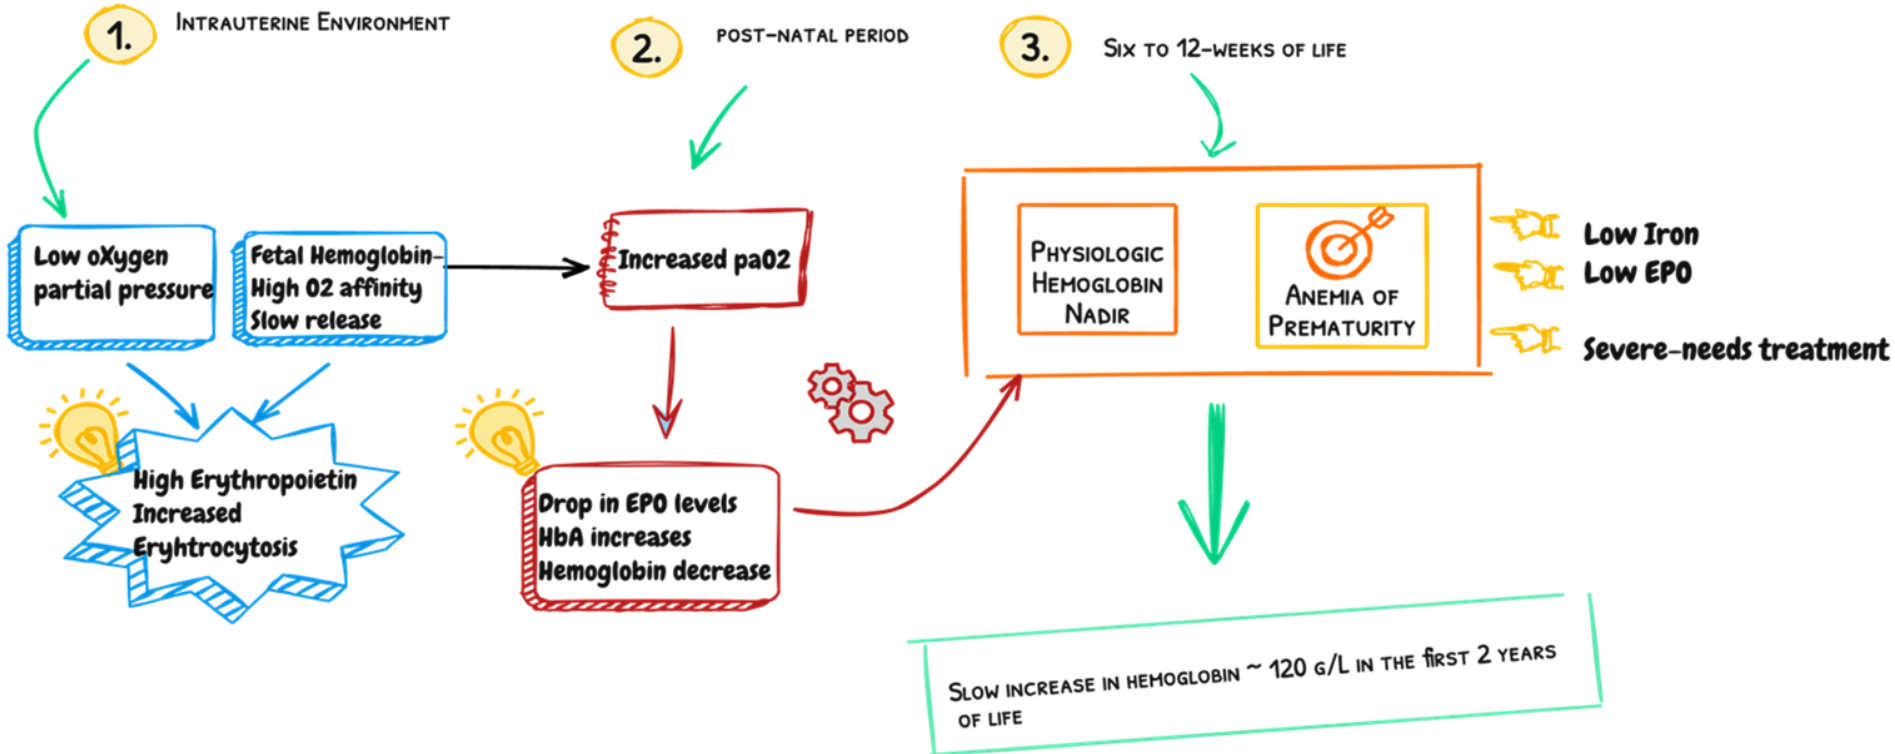 1. Intrauterine Environment
Low oXygen
partial pressure
Fetal Hemoglobin-
High O2 affinity
Slow release
High Erythropoietin
Increased
Eryhtrocytosis
2. post-natal period
Increased paO2
Drop in EPO levels
HbA increases
Hemoglobin decrease
3. Six to 12-weeks of life
Physiologic
Hemoglobin
Nadir
Anemia of
Prematurity
Low Iron
Low EPO
Severe-needs treatment
Slow increase in hemoglobin ~ 120 g/L in the first 2 years
of life